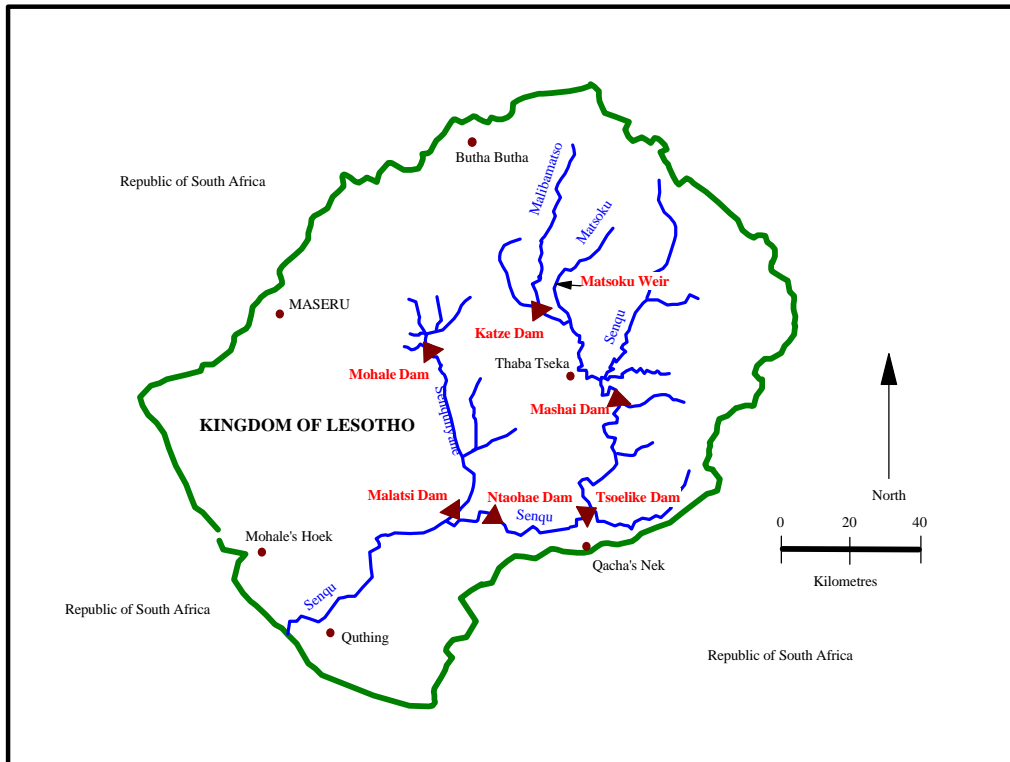 Butha Butha
Republic of South Africa
Malibamatso
Matsoku
Matsoku Weir
MASERU
Senqu
Katze Dam
Thaba Tseka
Mohale Dam
Mashai Dam
Senqunyane
KINGDOM OF LESOTHO
Malatsi Dam
Ntaohae Dam
Tsoelike Dam
Senqu
North
0 20 40
Kilometres
Mohale's Hoek
Qacha's Nek
Senqu
Republic of South Africa
Quthing
Republic of South Africa